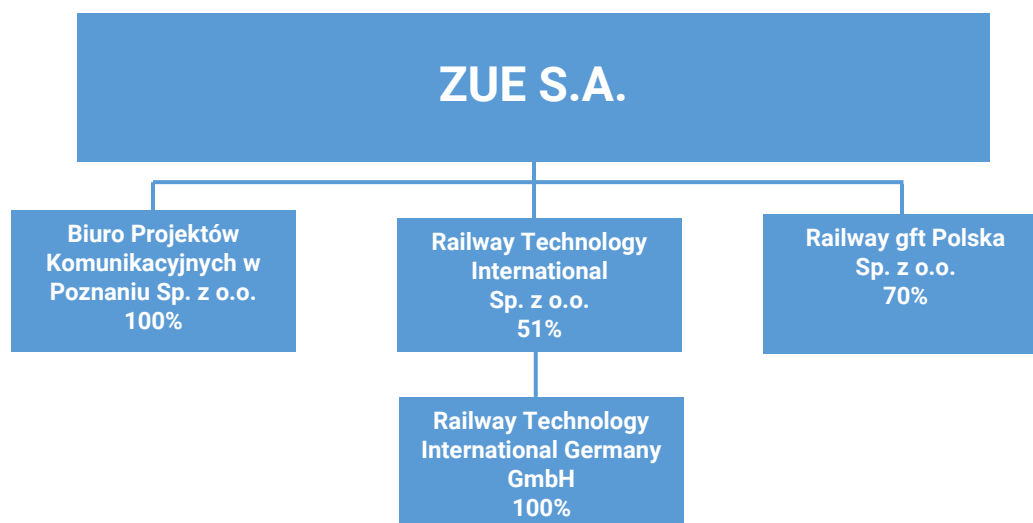 ZUE S.A.
Biuro Projektów
Komunikacyjnych w
Poznaniu Sp. z o.o.
100%
Railway Technology
International
Sp. z o.o.
51%
Railway gft Polska
Sp. z o.o.
70%
Railway Technology
International Germany
GmbH
100%